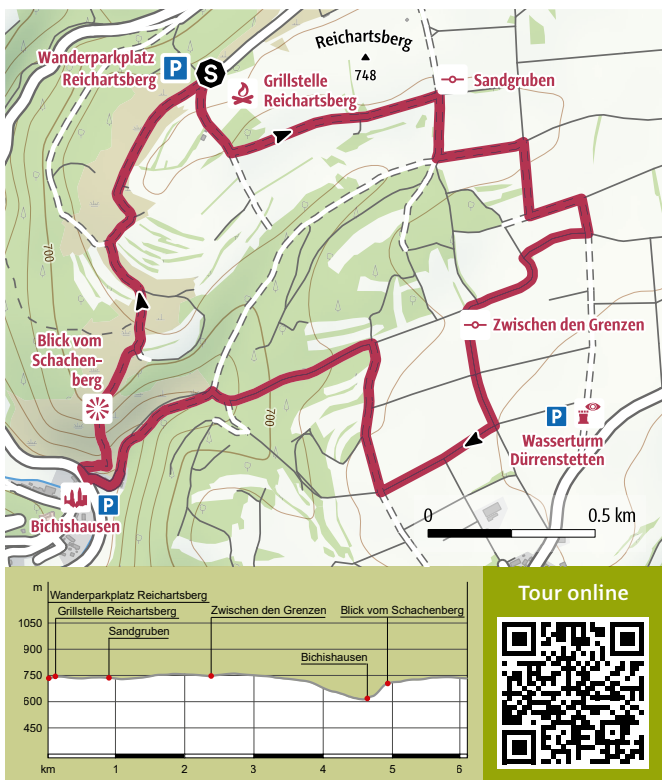 Wanderparkplatz
Reichartsberg
P
S
Grillstelle
Reichartsberg
Reichartsberg
748
Sandgruben
700
Blick vom
Schachen-
berg
Zwischen den Grenzen
700
P
Wasserturm
Dürrenstetten
P
Bichishausen
0
0.5 km
m
Wanderparkplatz Reichartsberg
Grillstelle Reichartsberg
Zwischen den Grenzen
Blick vom Schachenberg
Sandgruben
Bichishausen
1050
900
750
600
450
km
1
2
3
4
5
6
Tour online